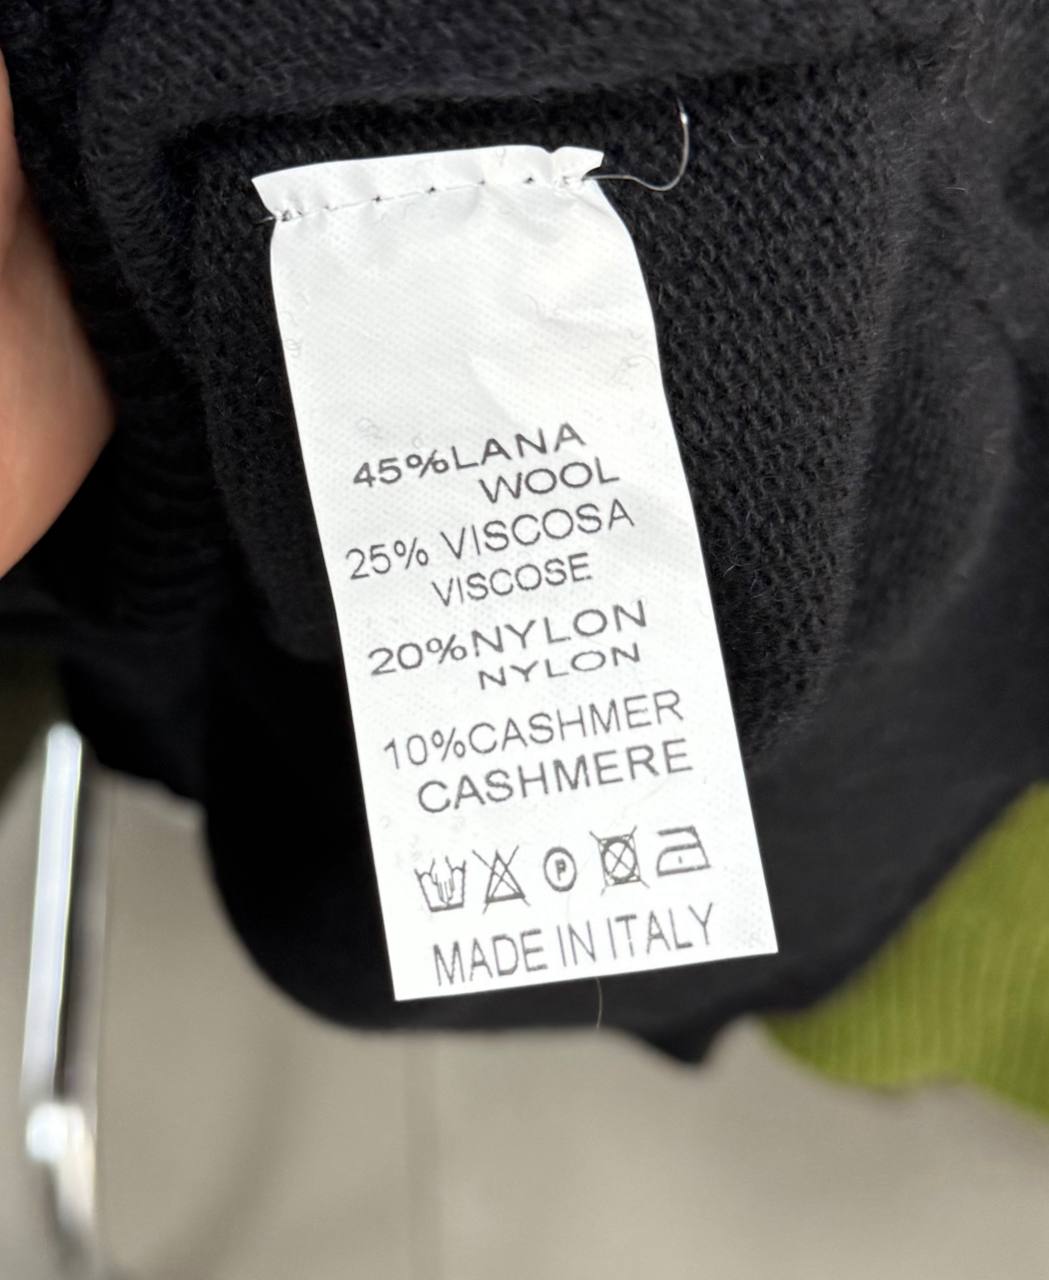 45%LANA
WOOL
25% VISCOSA
VISCOSE
20%NYLON
NYLON
10%CASHMER
CASHMERE
P
MADE IN ITALY